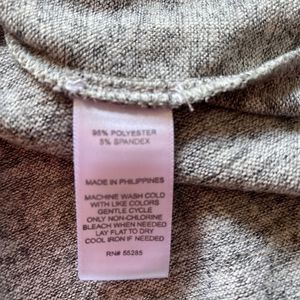 95% POLYESTER
5% SPANDEX
MADE IN PHILIPPINES
MACHINE WASH COLD
WITH LIKE COLORS
GENTLE CYCLE
ONLY NON-CHLORINE
BLEACH WHEN NEEDED
LAY FLAT TO DRY
COOL IRON IF NEEDED
RN# 55285